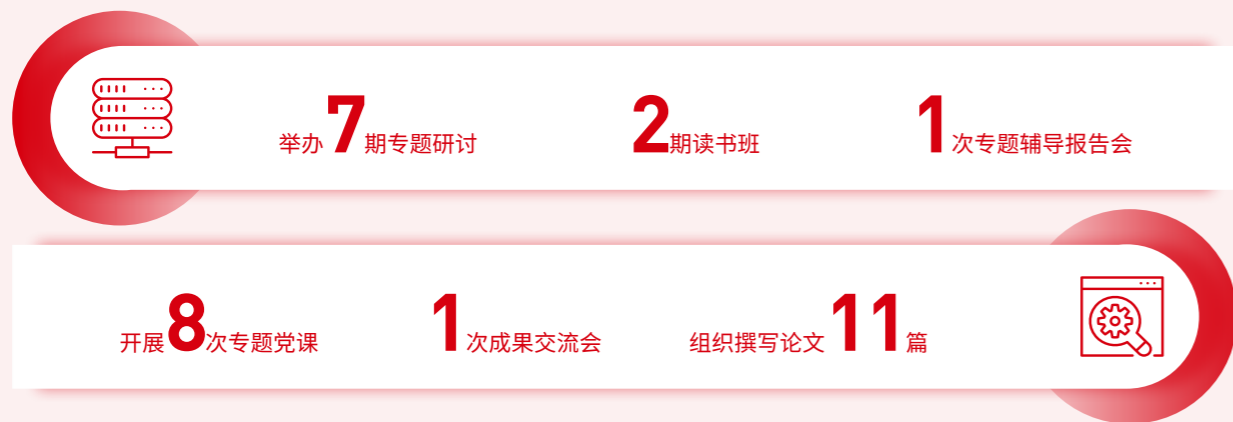 举办 7 期专题研讨 2 期读书班 1 次专题辅导报告会
开展 8 次专题党课 1 次成果交流会 组织撰写论文 11 篇